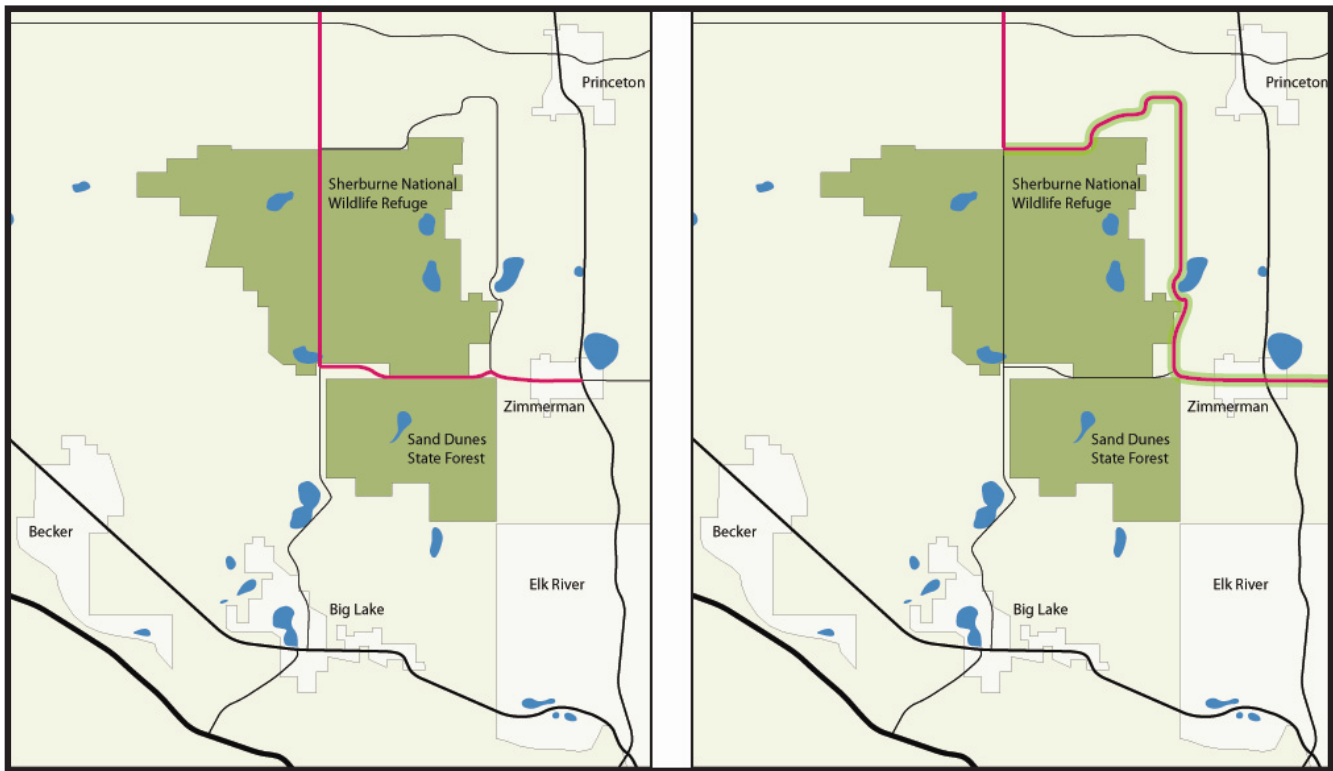 Princeton
Sherburne National
Wildlife Refuge
Zimmerman
Sand Dunes
State Forest
Becker
Elk River
Big Lake
Princeton
Sherburne National
Wildlife Refuge
Zimmerman
Sand Dunes
State Forest
Becker
Elk River
Big Lake